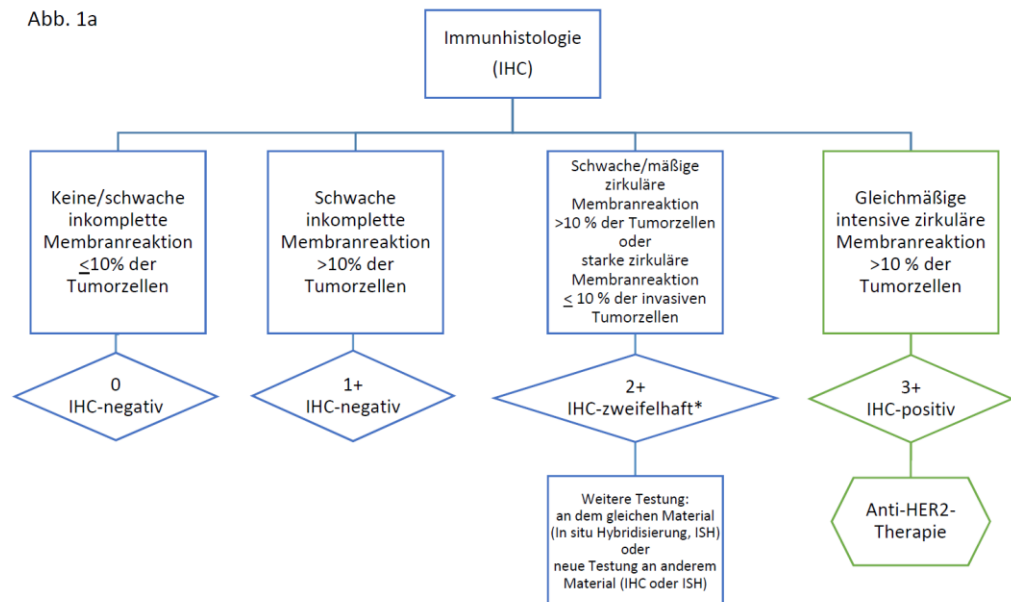 Abb. 1a
Immunhistologie
(IHC)
Keine/schwache
inkomplette
Membranreaktion
≤10% der
Tumorzellen
Schwache
inkomplette
Membranreaktion
>10% der
Tumorzellen
Schwache/mäßige
zirkuläre
Membranreaktion
>10 % der Tumorzellen
oder
starke zirkuläre
Membranreaktion
≤ 10 % der invasiven
Tumorzellen
Gleichmäßige
intensive zirkuläre
Membranreaktion
>10 % der
Tumorzellen
0
IHC-negativ
1+
IHC-negativ
2+
IHC-zweifelhaft*
3+
IHC-positiv
Weitere Testung:
an dem gleichen Material
(In situ Hybridisierung, ISH)
oder
neue Testung an anderem
Material (IHC oder ISH)
Anti-HER2-
Therapie